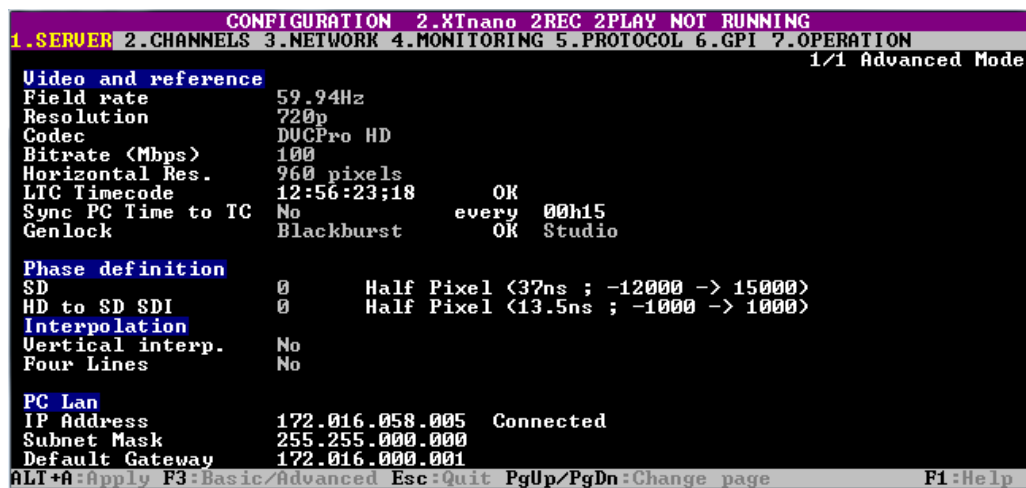 CONFIGURATION 2.XTnano 2REC 2PLAY NOT RUNNING
1.SERVER 2.CHANNELS 3.NETWORK 4.MONITORING 5.PROTOCOL 6.GPI 7.OPERATION
1/1 Advanced Mode
Video and reference
Field rate 59.94Hz
Resolution 720p
Codec DVCPro HD
Bitrate (Mbps) 100
Horizontal Res. 960 pixels
LTC Timecode 12:56:23;18 OK
Sync PC Time to TC No every 00h15
Genlock Blackburst OK Studio
Phase definition
SD 0 Half Pixel (37ns ; -12000 -> 15000)
HD to SD SDI 0 Half Pixel (13.5ns ; -1000 -> 1000)
Interpolation
Vertical interp. No
Four Lines No
PC Lan
IP Address 172.016.058.005 Connected
Subnet Mask 255.255.000.000
Default Gateway 172.016.000.001
ALT+A:Apply F3:Basic/Advanced Esc:Quit PgUp/PgDn:Change page F1:Help